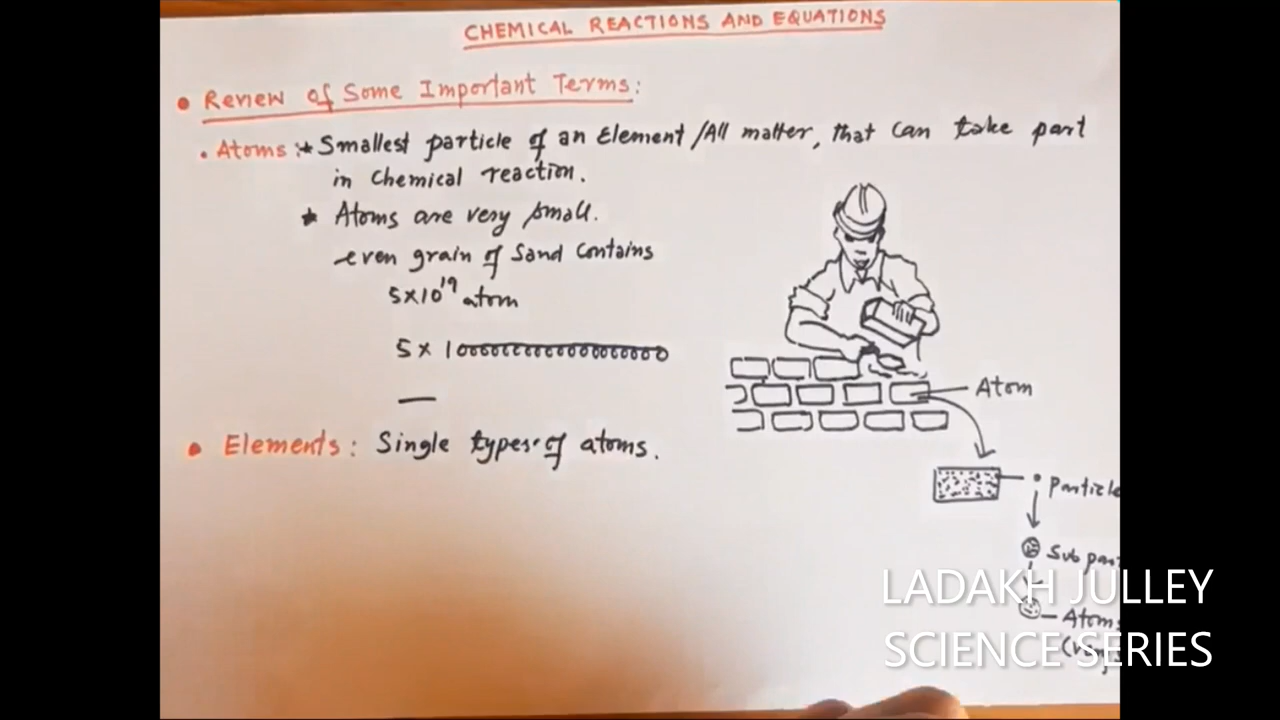 CHEMICAL REACTIONS AND EQUATIONS
• Review of Some Important Terms:
• Atoms:* Smallest particle of an Element/All matter, that can take part
in chemical reaction.
* Atoms are very small.
even grain of Sand contains
5×10¹⁹ atom
5 × 10000000000000000000
—
Atom
• Elements: Single types of atoms.
Particle
Sub
LADAKH JULLEY
Atoms
SCIENCE SERIES